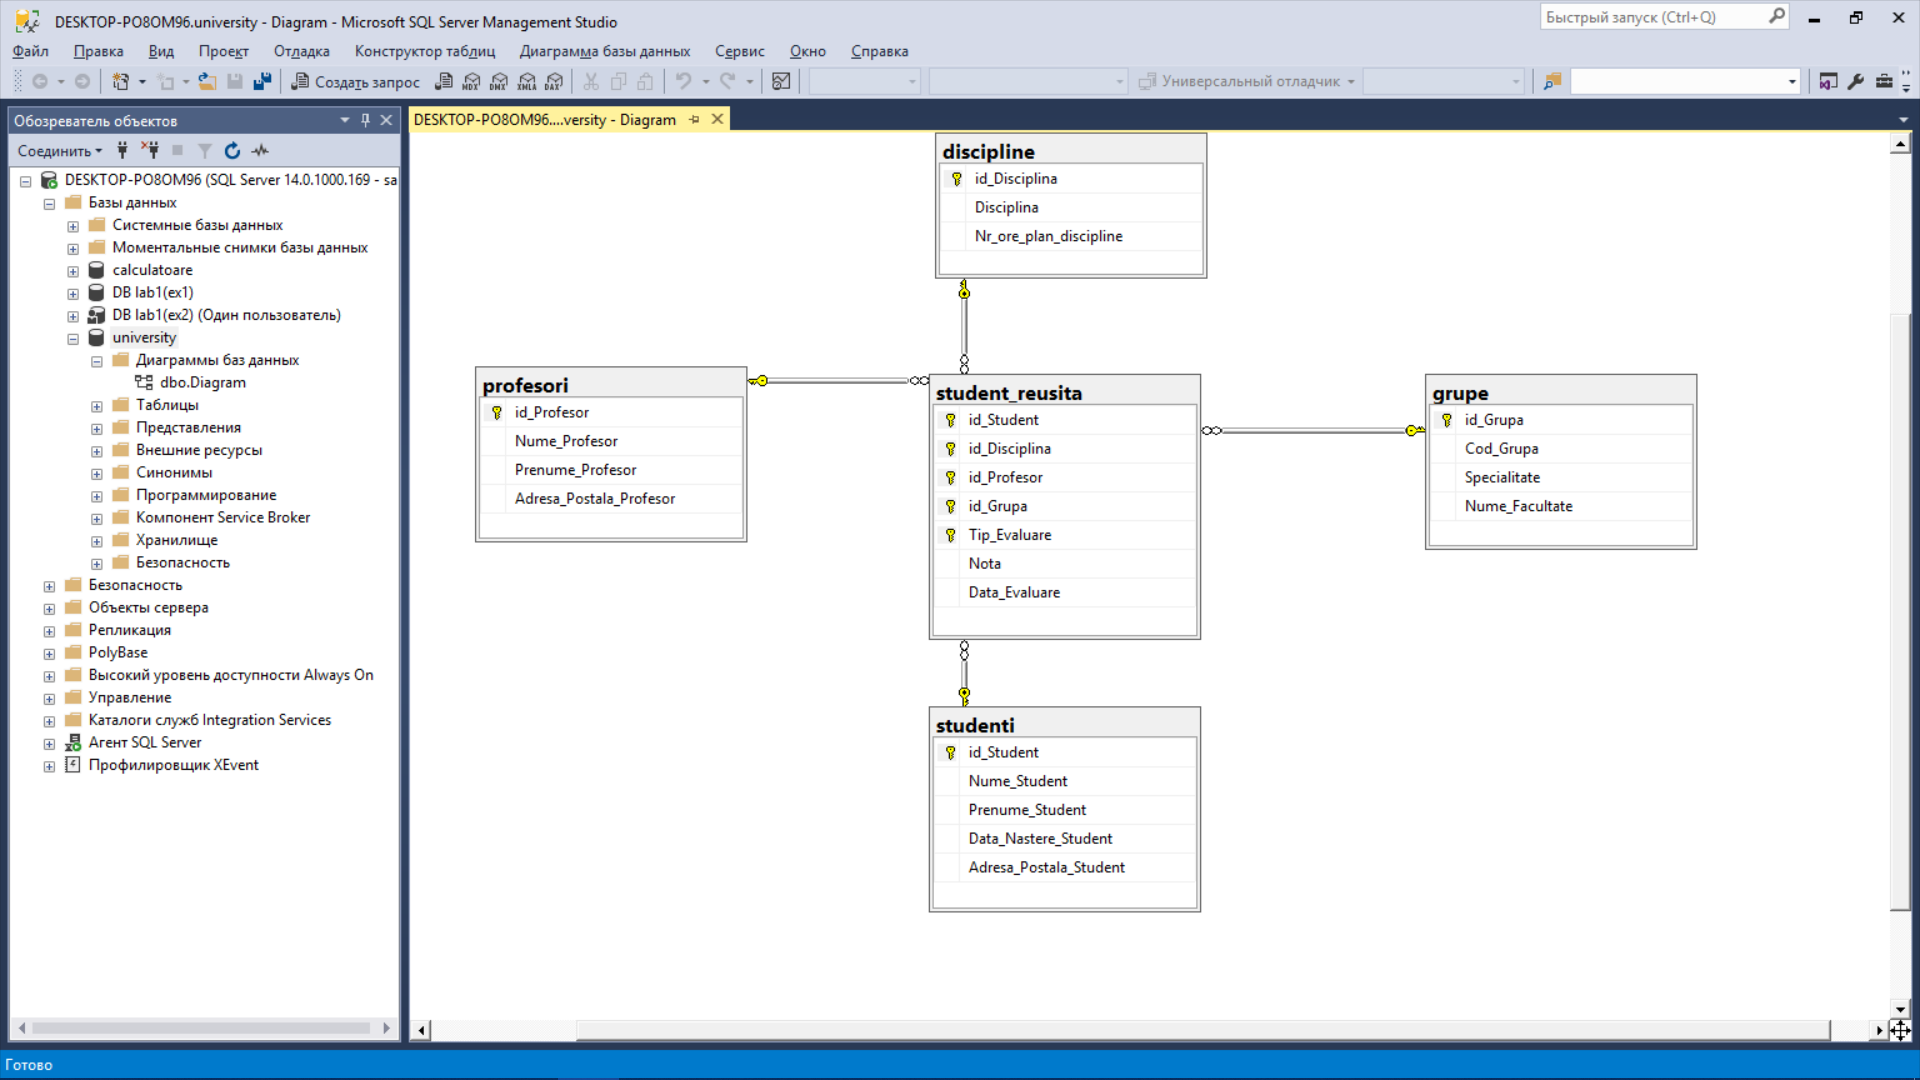 DESKTOP-PO8OM96.university - Diagram - Microsoft SQL Server Management Studio
Быстрый запуск (Ctrl+Q)
Файл Правка Вид Проект Отладка Конструктор таблиц Диаграмма базы данных Сервис Окно Справка
Создать запрос MDX DMX XMLA DAX Универсальный отладчик
Обозреватель объектов
Соединить
DESKTOP-PO8OM96 (SQL Server 14.0.1000.169 - sa
Базы данных
Системные базы данных
Моментальные снимки базы данных
calculatoare
DB lab1(ex1)
DB lab1(ex2) (Один пользователь)
university
Диаграммы баз данных
dbo.Diagram
Таблицы
Представления
Внешние ресурсы
Синонимы
Программирование
Компонент Service Broker
Хранилище
Безопасность
Безопасность
Объекты сервера
Репликация
PolyBase
Высокий уровень доступности Always On
Управление
Каталоги служб Integration Services
Агент SQL Server
Профилировщик XEvent
DESKTOP-PO8OM96....versity - Diagram
discipline
id_Disciplina
Disciplina
Nr_ore_plan_discipline
profesori
id_Profesor
Nume_Profesor
Prenume_Profesor
Adresa_Postala_Profesor
student_reusita
id_Student
id_Disciplina
id_Profesor
id_Grupa
Tip_Evaluare
Nota
Data_Evaluare
grupe
id_Grupa
Cod_Grupa
Specialitate
Nume_Facultate
studenti
id_Student
Nume_Student
Prenume_Student
Data_Nastere_Student
Adresa_Postala_Student
Готово